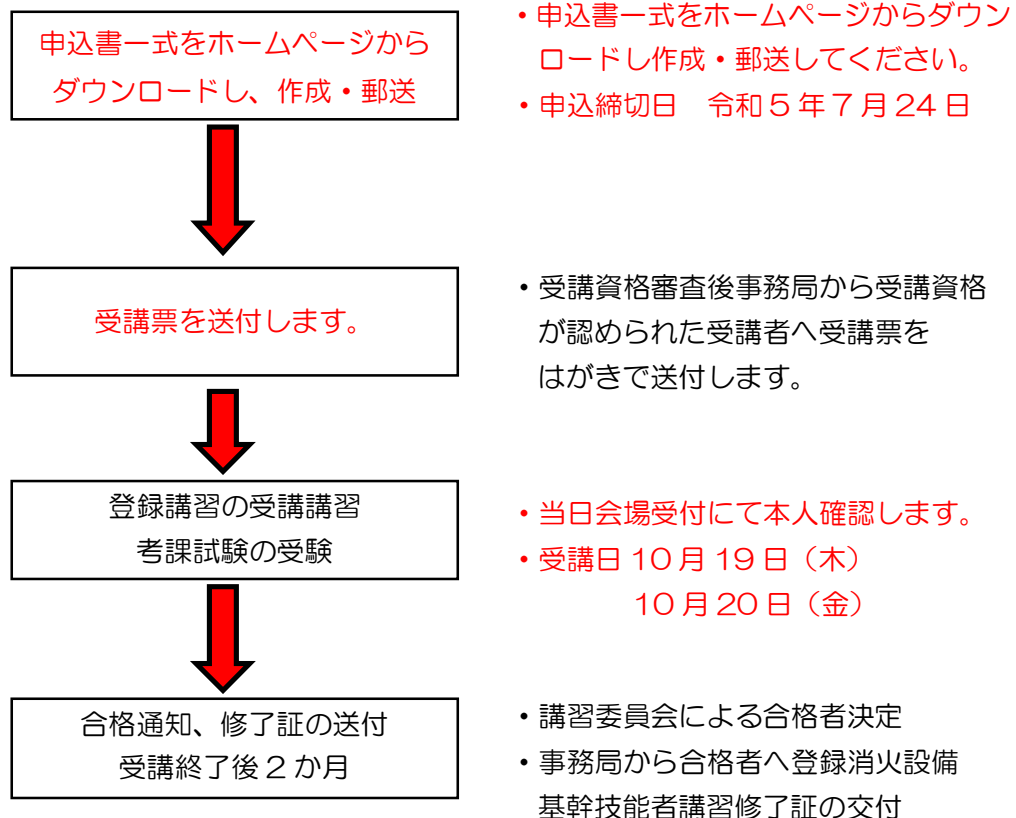 申込書一式をホームページから
ダウンロードし、作成・郵送
・申込書一式をホームページからダウン
ロードし作成・郵送してください。
・申込締切日　令和５年７月24日
受講票を送付します。
・受講資格審査後事務局から受講資格
が認められた受講者へ受講票を
はがきで送付します。
登録講習の受講講習
考課試験の受験
・当日会場受付にて本人確認します。
・受講日 10月19日（木）
10月20日（金）
合格通知、修了証の送付
受講終了後２か月
・講習委員会による合格者決定
・事務局から合格者へ登録消火設備
基幹技能者講習修了証の交付